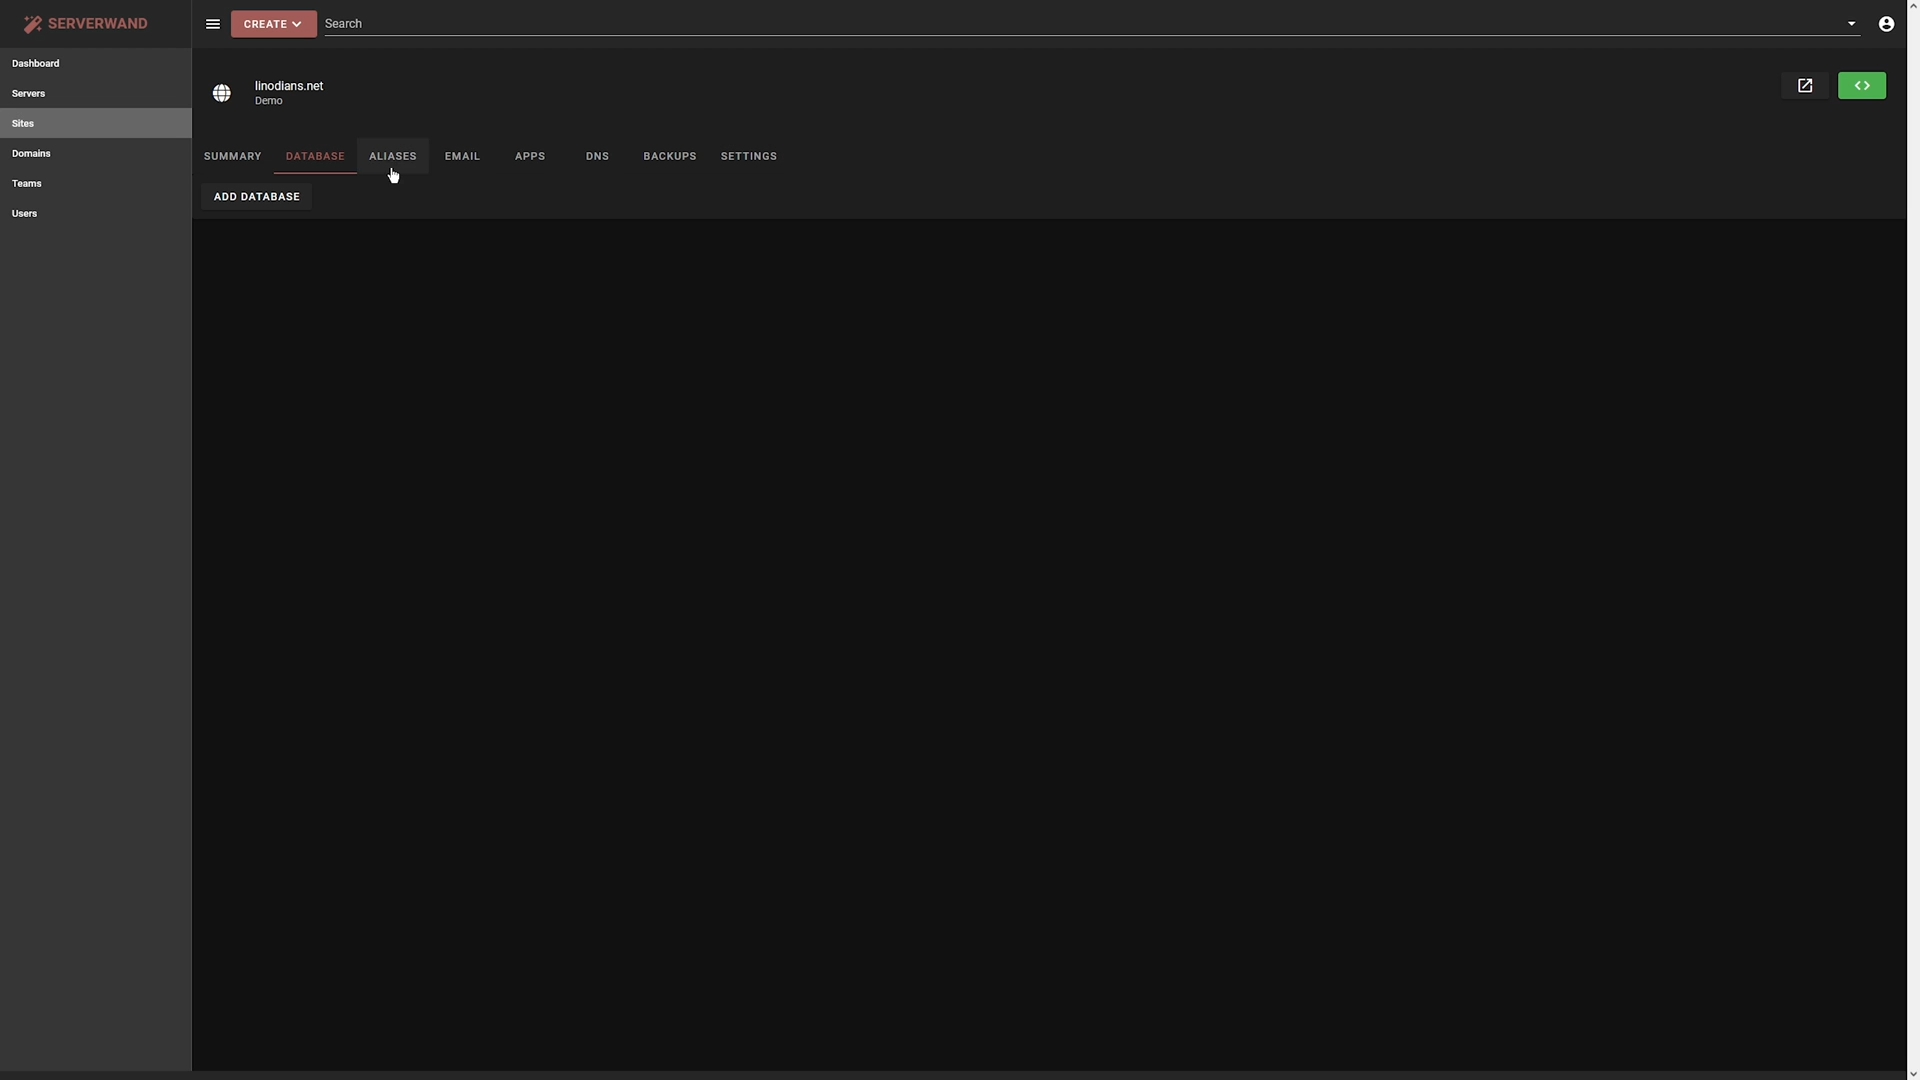 SERVERWAND
CREATE
Search
Dashboard
Servers
Sites
Domains
Teams
Users
linodians.net
Demo
SUMMARY DATABASE ALIASES EMAIL APPS DNS BACKUPS SETTINGS
ADD DATABASE